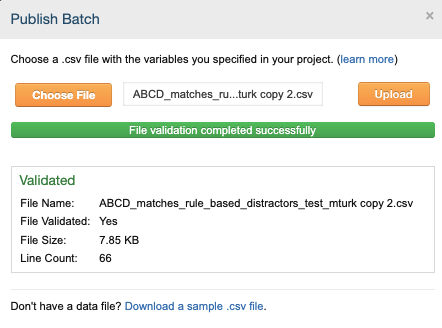 Publish Batch
×
Choose a .csv file with the variables you specified in your project. (learn more)
Choose File
ABCD_matches_ru...turk copy 2.csv
Upload
File validation completed successfully
Validated
File Name: ABCD_matches_rule_based_distractors_test_mturk copy 2.csv
File Validated: Yes
File Size: 7.85 KB
Line Count: 66
Don't have a data file? Download a sample .csv file.